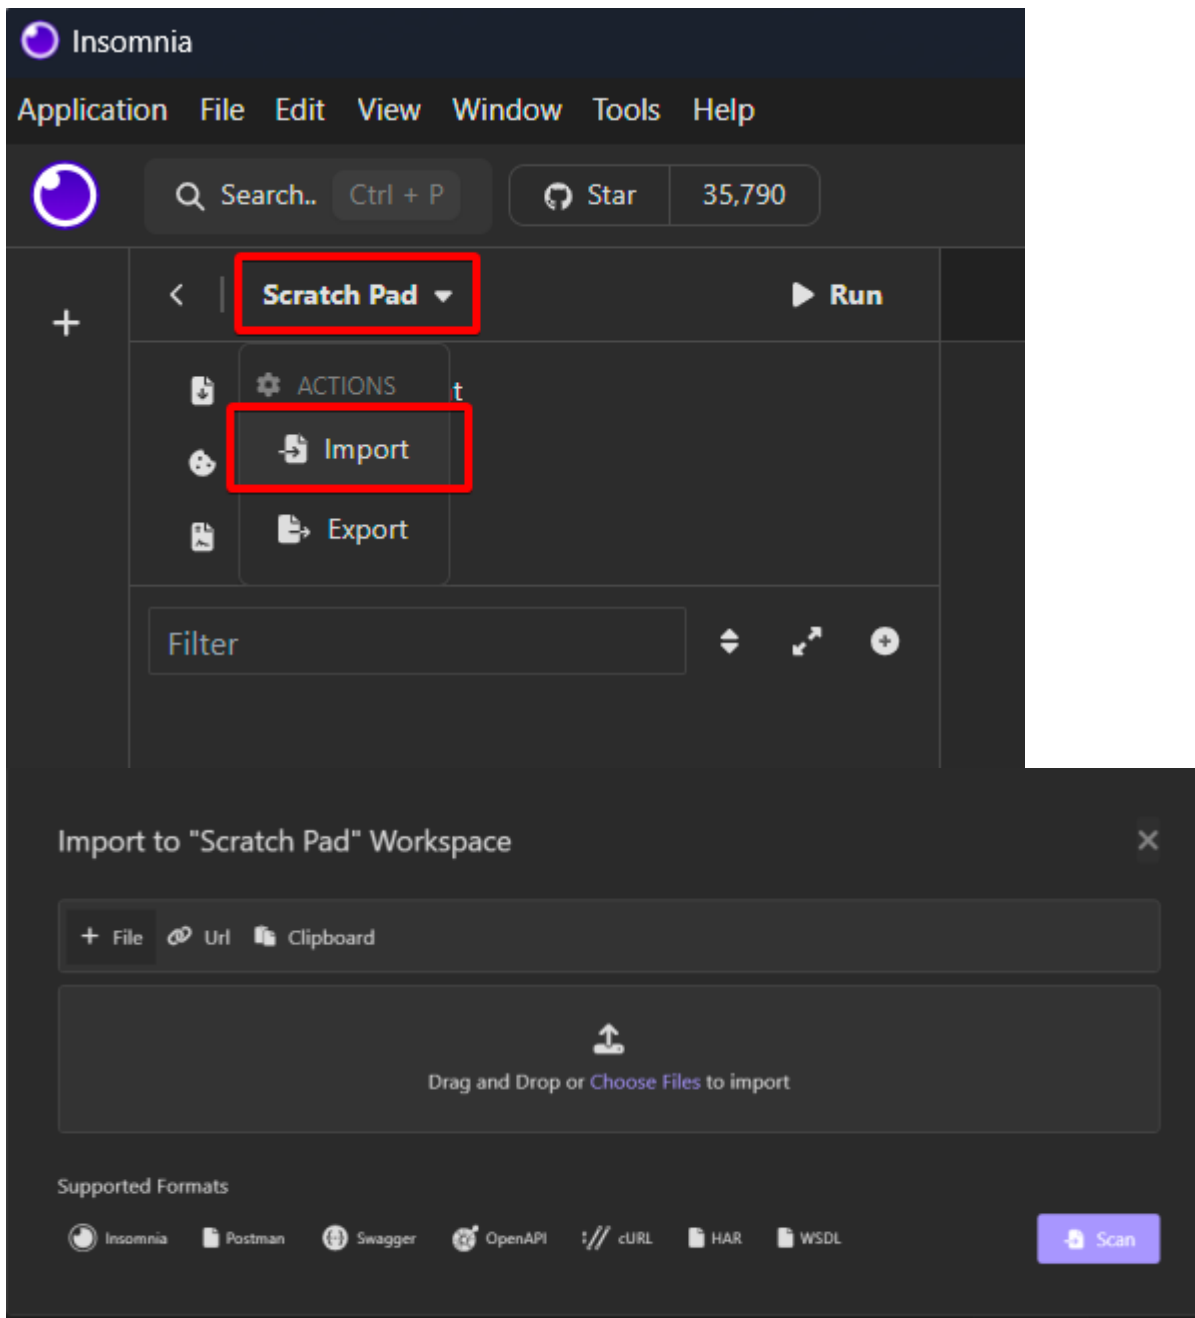 Insomnia
Application File Edit View Window Tools Help
Search.. Ctrl + P Star 35,790
Scratch Pad Run
ACTIONS t
Import
Export
Filter
Import to "Scratch Pad" Workspace
File Url Clipboard
Drag and Drop or Choose Files to import
Supported Formats
Insomnia Postman Swagger OpenAPI cURL HAR WSDL Scan